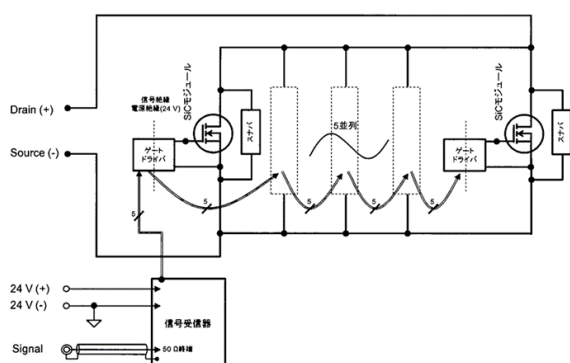 Drain (+)
Source (-)
信号絶縁
電源絶縁(24 V)
SiCモジュール
スナバ
ゲート
ドライバ
5並列
SiCモジュール
スナバ
ゲート
ドライバ
5
5
5
5
5
24 V (+)
24 V (-)
Signal
信号受信器
50 Ω終端